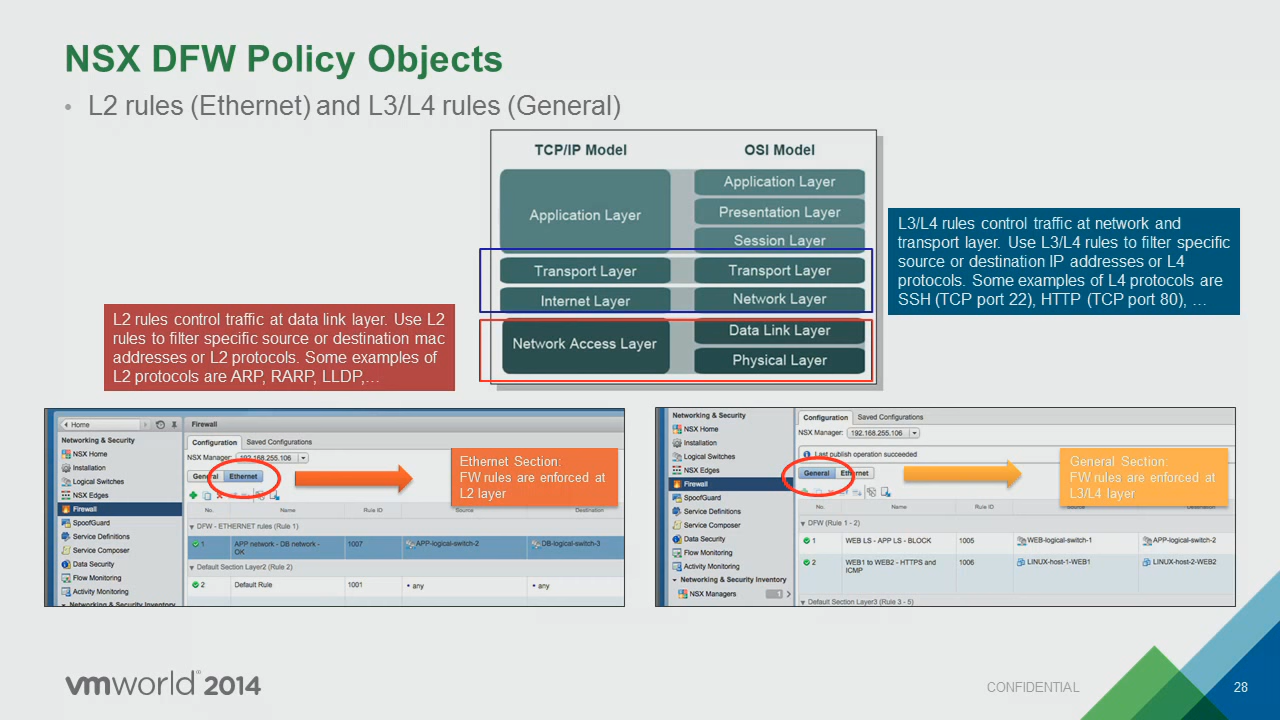 NSX DFW Policy Objects
• L2 rules (Ethernet) and L3/L4 rules (General)
TCP/IP Model
OSI Model
Application Layer
Application Layer
Presentation Layer
Session Layer
Transport Layer
Transport Layer
Internet Layer
Network Layer
Network Access Layer
Data Link Layer
Physical Layer
L3/L4 rules control traffic at network and
transport layer. Use L3/L4 rules to filter specific
source or destination IP addresses or L4
protocols. Some examples of L4 protocols are
SSH (TCP port 22), HTTP (TCP port 80), …
L2 rules control traffic at data link layer. Use L2
rules to filter specific source or destination mac
addresses or L2 protocols. Some examples of
L2 protocols are ARP, RARP, LLDP,…
Home
Networking & Security
NSX Home
Installation
Logical Switches
NSX Edges
Firewall
SpoofGuard
Service Definitions
Service Composer
Data Security
Flow Monitoring
Activity Monitoring
Networking & Security Inventory
Firewall
Configuration Saved Configurations
NSX Manager: 192.168.255.106
General Ethernet
No. Name Rule ID Source Destination
DFW - ETHERNET rules (Rule 1)
1 APP network - DB network - OK 1007 APP-logical-switch-2 DB-logical-switch-3
Default Section Layer2 (Rule 2)
2 Default Rule 1001 • any • any
Ethernet Section:
FW rules are enforced at
L2 layer
Networking & Security
NSX Home
Installation
Logical Switches
NSX Edges
Firewall
SpoofGuard
Service Definitions
Service Composer
Data Security
Flow Monitoring
Activity Monitoring
Networking & Security Inventory
NSX Managers 1
Configuration Saved Configurations
NSX Manager: 192.168.255.106
Last publish operation succeeded
General Ethernet
No. Name Rule ID Source Destination
DFW (Rule 1 - 2)
1 WEB LS - APP LS - BLOCK 1005 WEB-logical-switch-1 APP-logical-switch-2
2 WEB1 to WEB2 - HTTPS and ICMP 1006 LINUX-host-1-WEB1 LINUX-host-2-WEB2
Default Section Layer3 (Rule 3 - 5)
General Section:
FW rules are enforced at
L3/L4 layer
vmworld® 2014
CONFIDENTIAL
28